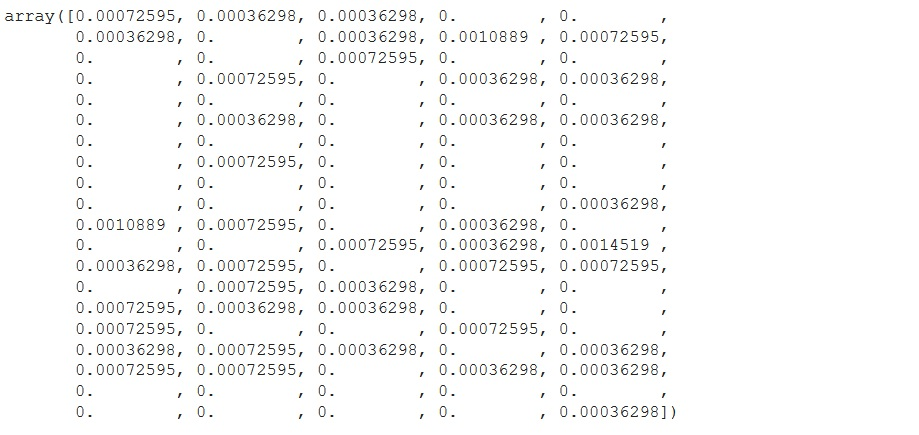 array([0.00072595, 0.00036298, 0.00036298, 0.        , 0.        ,
       0.00036298, 0.        , 0.00036298, 0.0010889 , 0.00072595,
       0.        , 0.        , 0.00072595, 0.        , 0.        ,
       0.        , 0.00072595, 0.        , 0.00036298, 0.00036298,
       0.        , 0.        , 0.        , 0.        , 0.        ,
       0.        , 0.00036298, 0.        , 0.00036298, 0.00036298,
       0.        , 0.        , 0.        , 0.        , 0.        ,
       0.        , 0.00072595, 0.        , 0.        , 0.        ,
       0.        , 0.        , 0.        , 0.        , 0.        ,
       0.        , 0.        , 0.        , 0.        , 0.00036298,
       0.0010889 , 0.00072595, 0.        , 0.00036298, 0.        ,
       0.        , 0.        , 0.00072595, 0.00036298, 0.0014519 ,
       0.00036298, 0.00072595, 0.        , 0.00072595, 0.00072595,
       0.        , 0.00072595, 0.00036298, 0.        , 0.        ,
       0.00072595, 0.00036298, 0.00036298, 0.        , 0.        ,
       0.00072595, 0.        , 0.        , 0.00072595, 0.        ,
       0.00036298, 0.00072595, 0.00036298, 0.        , 0.00036298,
       0.00072595, 0.00072595, 0.        , 0.00036298, 0.00036298,
       0.        , 0.        , 0.        , 0.        , 0.        ,
       0.        , 0.        , 0.        , 0.        , 0.00036298])